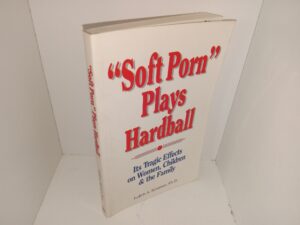 "Soft Porn"
Plays
Hardball
Its Tragic Effects
on Women, Children
& the Family
"Soft Porn" Plays Hardball